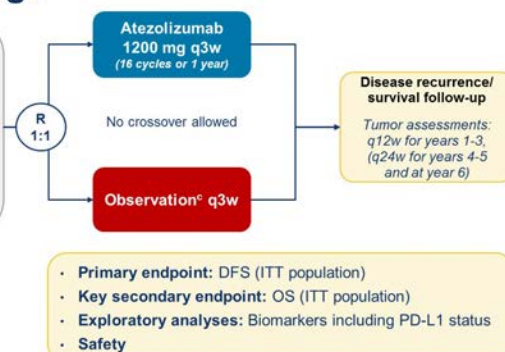 Atezolizumab
1200 mg q3w
(16 cycles or 1 year)
R
1:1
No crossover allowed
Observationᶜ q3w
Disease recurrence/
survival follow-up
Tumor assessments:
q12w for years 1-3,
(q24w for years 4-5
and at year 6)
· Primary endpoint: DFS (ITT population)
· Key secondary endpoint: OS (ITT population)
· Exploratory analyses: Biomarkers including PD-L1 status
· Safety